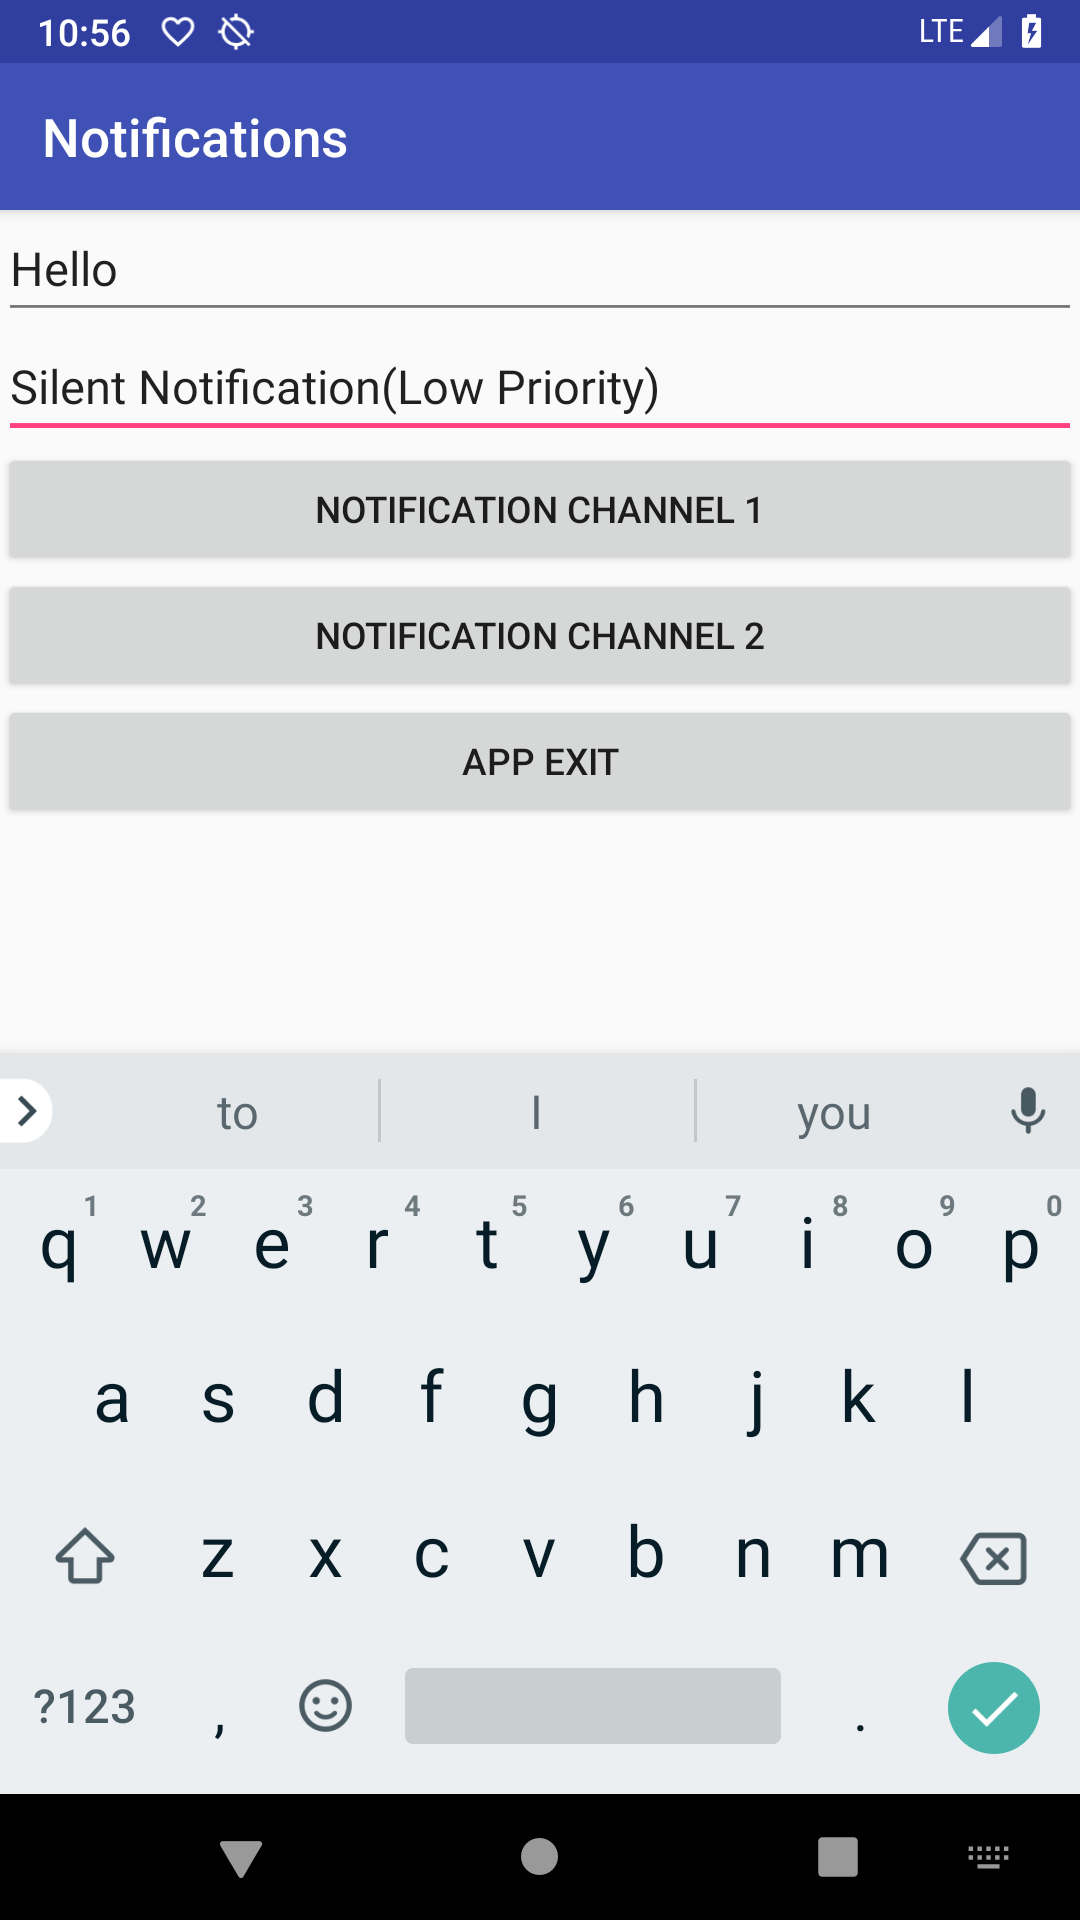 10:56 LTE
Notifications
Hello
Silent Notification(Low Priority)
NOTIFICATION CHANNEL 1
NOTIFICATION CHANNEL 2
APP EXIT
to I you
1 2 3 4 5 6 7 8 9 0
q w e r t y u i o p
a s d f g h j k l
z x c v b n m
?123 , .